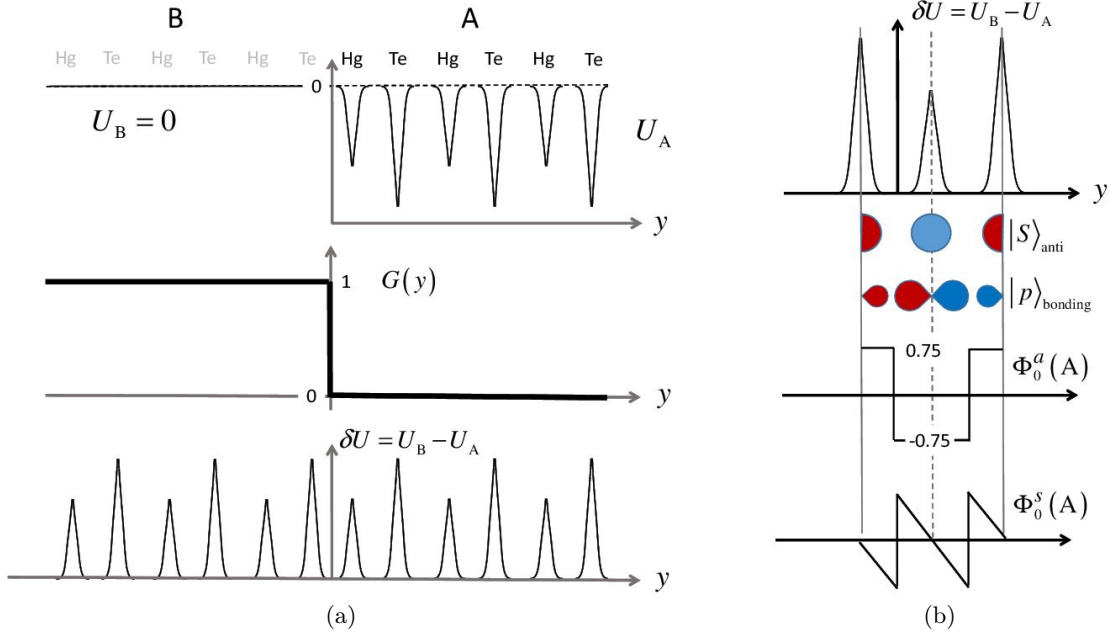 B A
Hg Te Hg Te Hg Te Hg Te Hg Te Hg Te
0
U_B = 0
U_A
y
1 G(y)
0 y
δU = U_B − U_A
y
(a)
δU = U_B − U_A
y
|S⟩_anti
|p⟩_bonding
0.75
Φ_0^a (A)
-0.75
Φ_0^s (A)
(b)